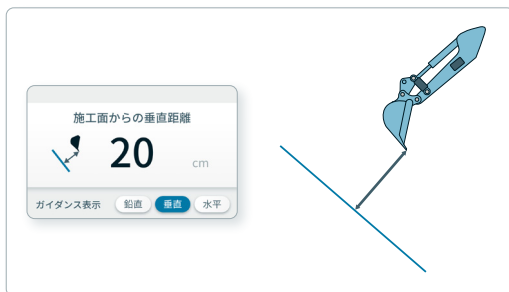 施工面からの垂直距離
20 cm
ガイダンス表示 鉛直 垂直 水平